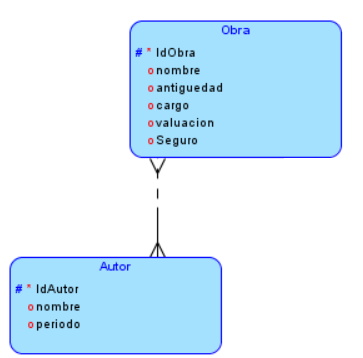 Obra
# * IdObra
o nombre
o antiguedad
o cargo
o valuacion
o Seguro
Autor
# * IdAutor
o nombre
o periodo